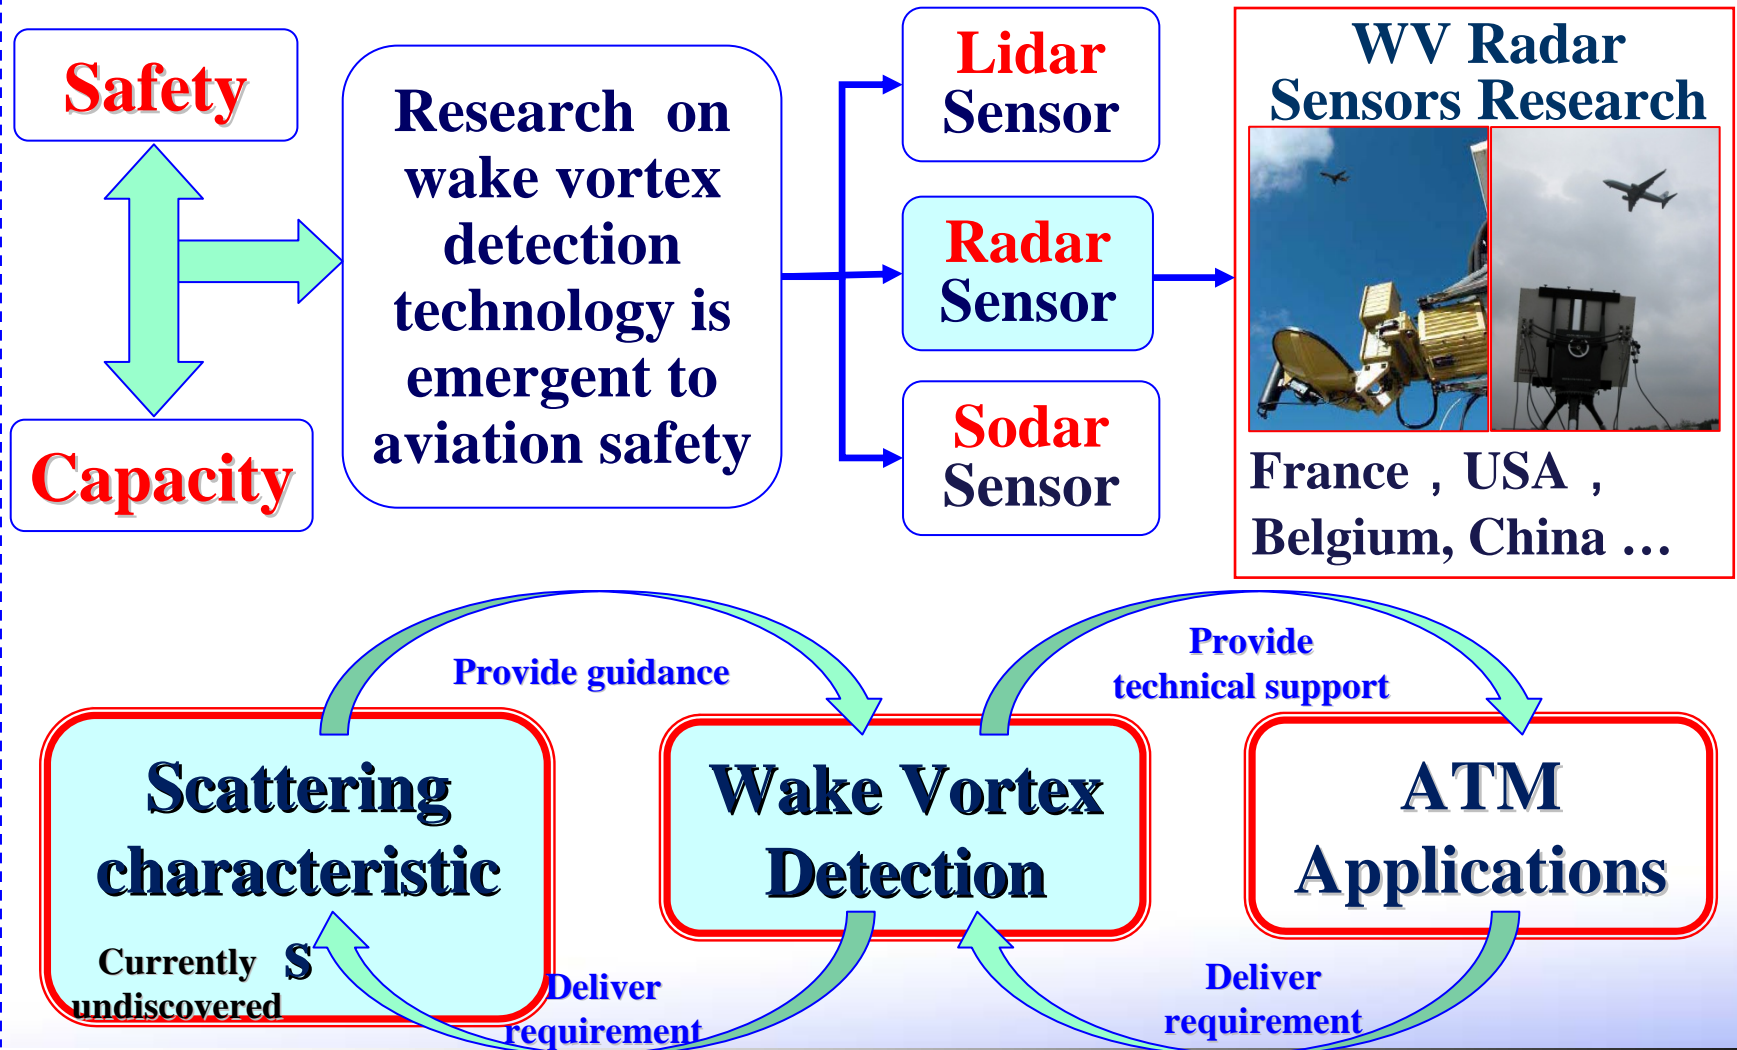 Safety
Capacity
Research on
wake vortex
detection
technology is
emergent to
aviation safety
Lidar
Sensor
Radar
Sensor
Sodar
Sensor
WV Radar
Sensors Research
France , USA ,
Belgium, China …
Provide guidance
Provide
technical support
Scattering
characteristic
s
Currently
undiscovered
Wake Vortex
Detection
ATM
Applications
Deliver
requirement
Deliver
requirement